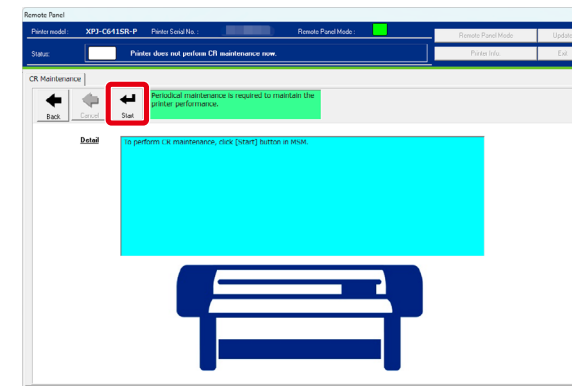 Remote Panel
Printer model : XPJ-C641SR-P Printer Serial No. : Remote Panel Mode :
Remote Panel Mode Update
Status: Printer does not perform CR maintenance now.
Printer Info. Exit
CR Maintenance
Periodical maintenance is required to maintain the
printer performance.
Back Cancel Start
Detail To perform CR maintenance, click [Start] button in MSM.